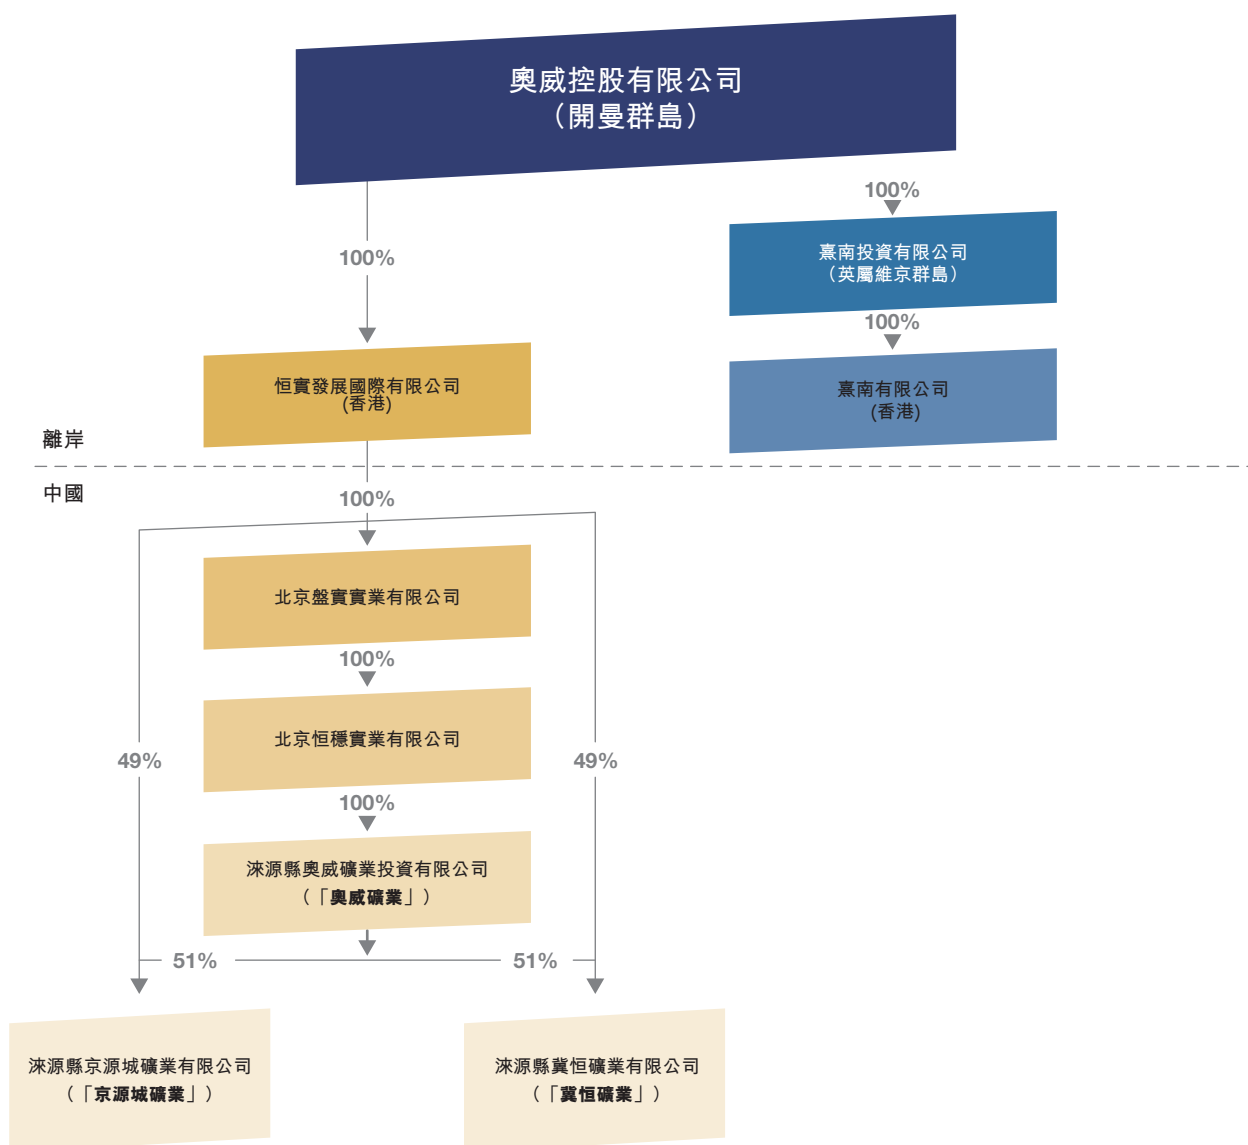 奧威控股有限公司
（開曼群島）
100%
100%
熹南投資有限公司
（英屬維京群島）
100%
恒實發展國際有限公司
(香港)
熹南有限公司
(香港)
離岸
中國
100%
北京盤實實業有限公司
100%
北京恒穩實業有限公司
49%
49%
100%
淶源縣奧威礦業投資有限公司
（「奧威礦業」）
51%
51%
淶源縣京源城礦業有限公司
（「京源城礦業」）
淶源縣冀恒礦業有限公司
（「冀恒礦業」）